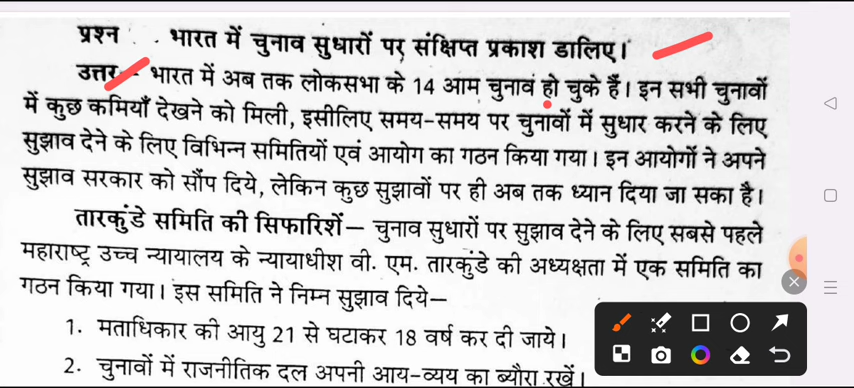 प्रश्न . भारत में चुनाव सुधारों पर संक्षिप्त प्रकाश डालिए।
उत्तर- भारत में अब तक लोकसभा के 14 आम चुनाव हो चुके हैं। इन सभी चुनावों
में कुछ कमियाँ देखने को मिली, इसीलिए समय-समय पर चुनावों में सुधार करने के लिए
सुझाव देने के लिए विभिन्न समितियों एवं आयोग का गठन किया गया। इन आयोगों ने अपने
सुझाव सरकार को सौंप दिये, लेकिन कुछ सुझावों पर ही अब तक ध्यान दिया जा सका है।
तारकुंडे समिति की सिफारिशें— चुनाव सुधारों पर सुझाव देने के लिए सबसे पहले
महाराष्ट्र उच्च न्यायालय के न्यायाधीश वी. एम. तारकुंडे की अध्यक्षता में एक समिति का
गठन किया गया। इस समिति ने निम्न सुझाव दिये—
1. मताधिकार की आयु 21 से घटाकर 18 वर्ष कर दी जाये।
2. चुनावों में राजनीतिक दल अपनी आय-व्यय का ब्यौरा रखें।